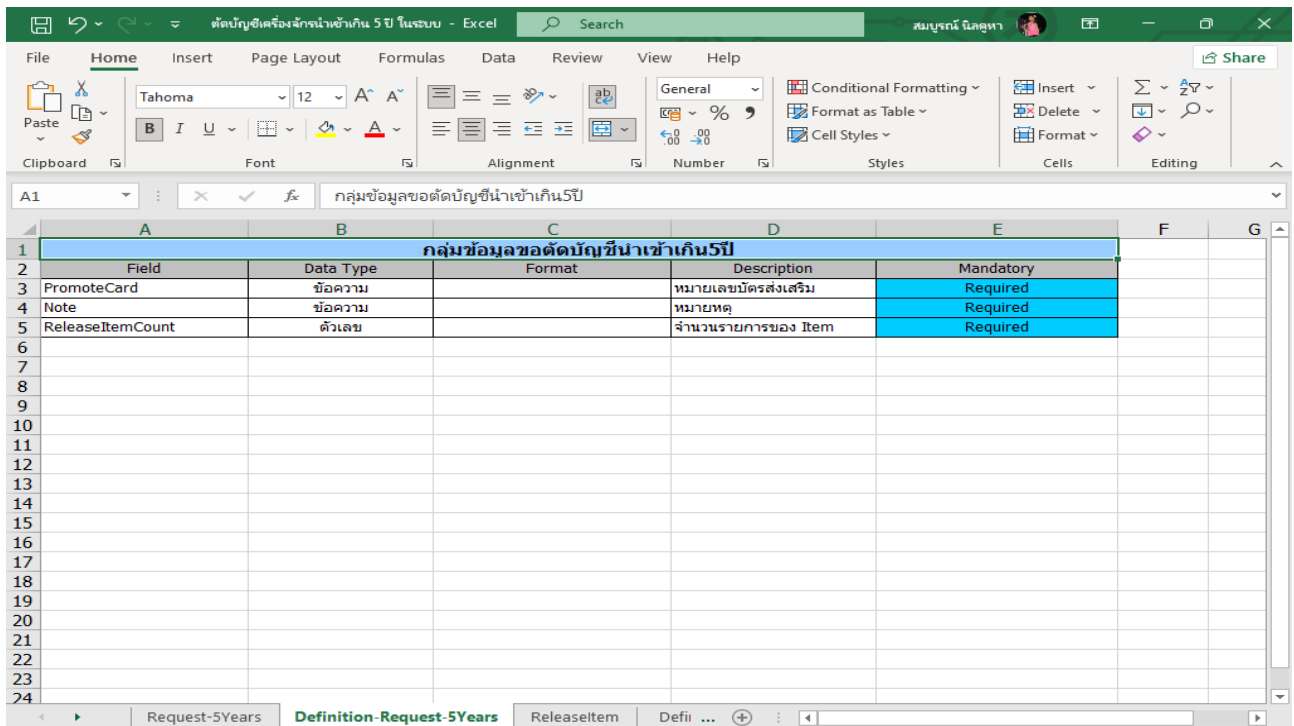 ตัดบัญชีเครื่องจักรนำเข้าเกิน 5 ปี ในระบบ - Excel Search สมบูรณ์ นิลคูหา
File Home Insert Page Layout Formulas Data Review View Help Share
Paste
Tahoma 12 A^ A˅
B I U A
ab
General
% 9
Conditional Formatting
Format as Table
Cell Styles
Insert
Delete
Format
Clipboard Font Alignment Number Styles Cells Editing
A1 fx กลุ่มข้อมูลขอตัดบัญชีนำเข้าเกิน5ปี
A B C D E F G
1 กลุ่มข้อมูลขอตัดบัญชีนำเข้าเกิน5ปี
2 Field Data Type Format Description Mandatory
3 PromoteCard ข้อความ หมายเลขบัตรส่งเสริม Required
4 Note ข้อความ หมายหตุ Required
5 ReleaseItemCount ตัวเลข จำนวนรายการของ Item Required
6
7
8
9
10
11
12
13
14
15
16
17
18
19
20
21
22
23
24
Request-5Years Definition-Request-5Years ReleaseItem Defii ...